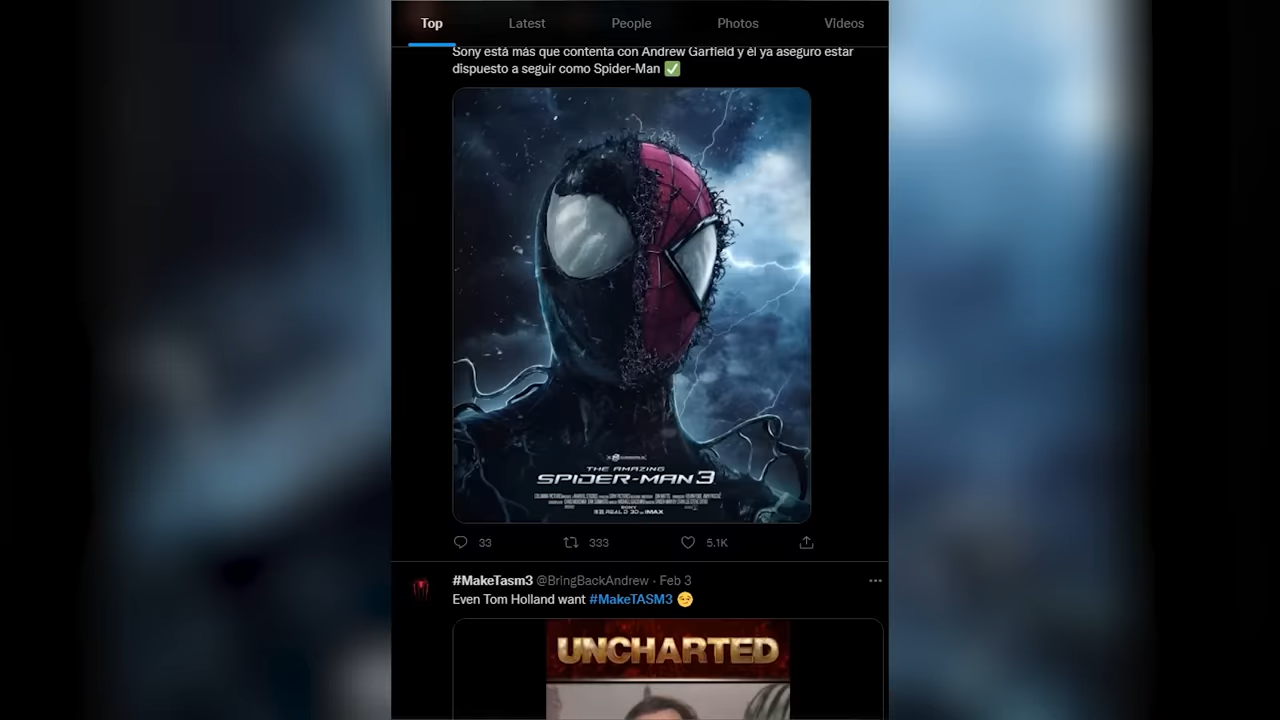 Top Latest People Photos Videos
Sony está más que contenta con Andrew Garfield y él ya aseguro estar
dispuesto a seguir como Spider-Man
THE AMAZING
SPIDER-MAN 3
SONY
REAL D 3D IMAX
33 333 5.1K
#MakeTasm3 @BringBackAndrew · Feb 3
Even Tom Holland want #MakeTASM3
UNCHARTED